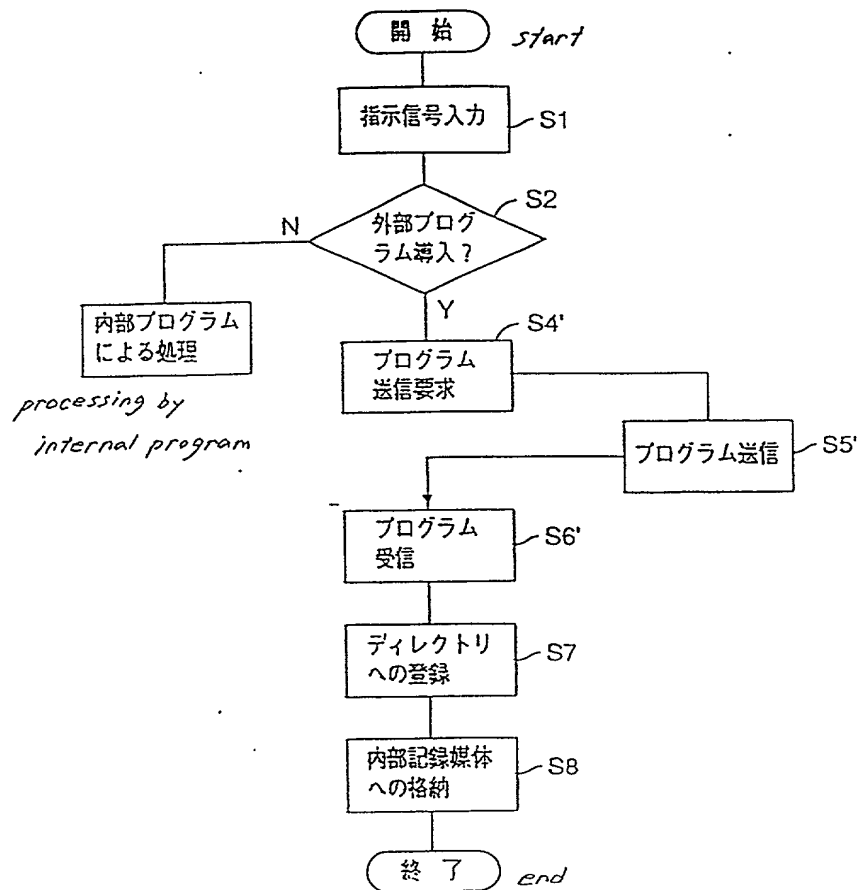 開 始
start
指示信号入力
S1
S2
外部プログ
ラム導入?
N
Y
内部プログラム
による処理
processing by
internal program
S4'
プログラム
送信要求
プログラム送信
S5'
プログラム
受信
S6'
ディレクトリ
への登録
S7
内部記録媒体
への格納
S8
終 了
end